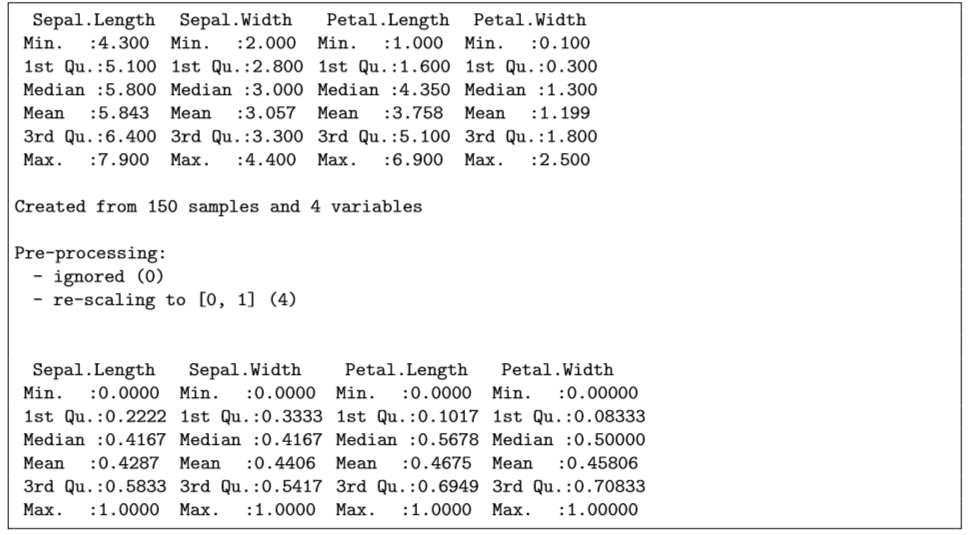 Sepal.Length Sepal.Width Petal.Length Petal.Width
Min. :4.300 Min. :2.000 Min. :1.000 Min. :0.100
1st Qu.:5.100 1st Qu.:2.800 1st Qu.:1.600 1st Qu.:0.300
Median :5.800 Median :3.000 Median :4.350 Median :1.300
Mean :5.843 Mean :3.057 Mean :3.758 Mean :1.199
3rd Qu.:6.400 3rd Qu.:3.300 3rd Qu.:5.100 3rd Qu.:1.800
Max. :7.900 Max. :4.400 Max. :6.900 Max. :2.500
Created from 150 samples and 4 variables
Pre-processing:
- ignored (0)
- re-scaling to [0, 1] (4)
Sepal.Length Sepal.Width Petal.Length Petal.Width
Min. :0.0000 Min. :0.0000 Min. :0.0000 Min. :0.00000
1st Qu.:0.2222 1st Qu.:0.3333 1st Qu.:0.1017 1st Qu.:0.08333
Median :0.4167 Median :0.4167 Median :0.5678 Median :0.50000
Mean :0.4287 Mean :0.4406 Mean :0.4675 Mean :0.45806
3rd Qu.:0.5833 3rd Qu.:0.5417 3rd Qu.:0.6949 3rd Qu.:0.70833
Max. :1.0000 Max. :1.0000 Max. :1.0000 Max. :1.00000